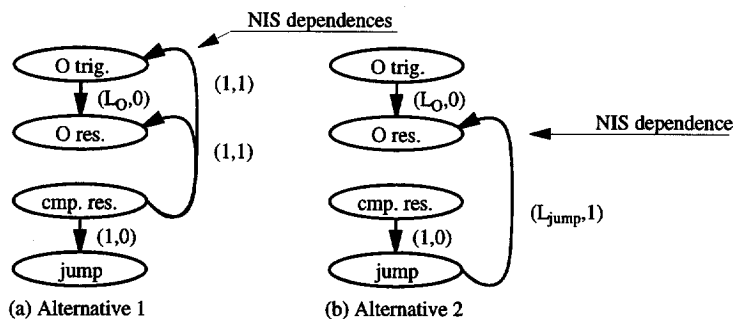 NIS dependences
O trig.
(1,1)
(L_O,0)
O res.
(1,1)
cmp. res.
(1,0)
jump
(a) Alternative 1
O trig.
(L_O,0)
O res.
NIS dependence
cmp. res.
(L_jump,1)
(1,0)
jump
(b) Alternative 2